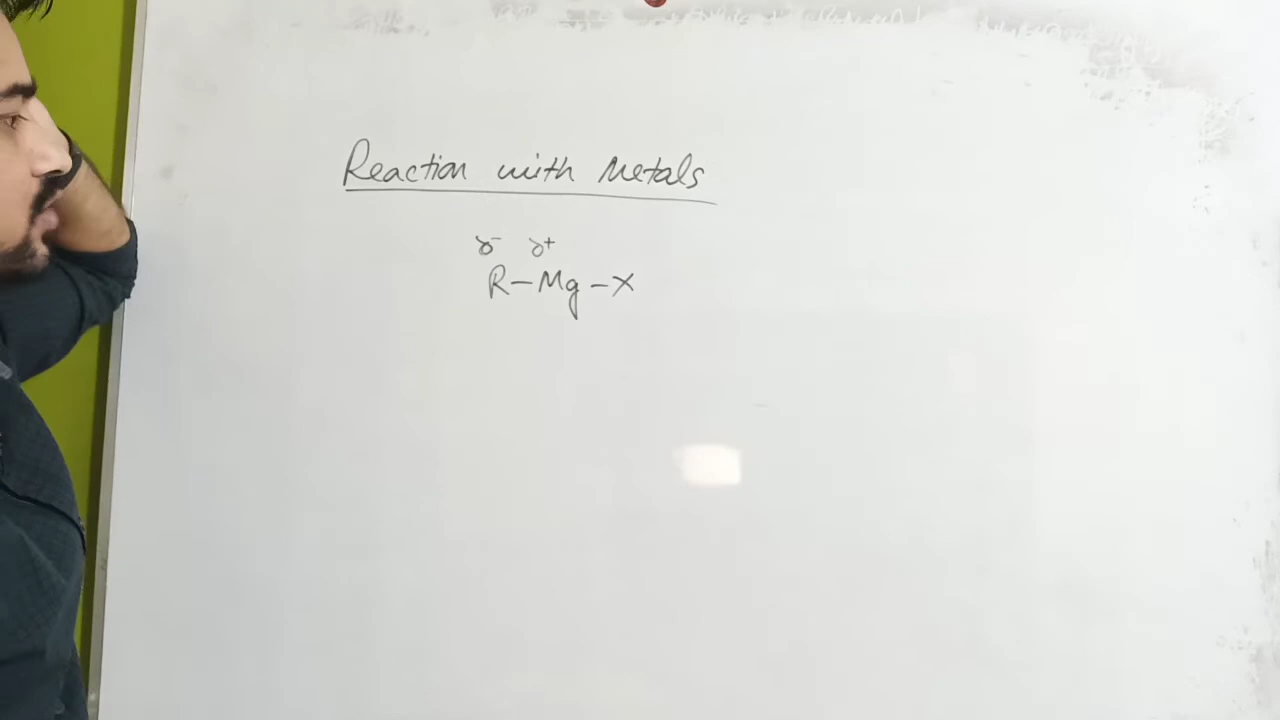 Reaction with Metals
δ⁻ δ⁺
R-Mg-X